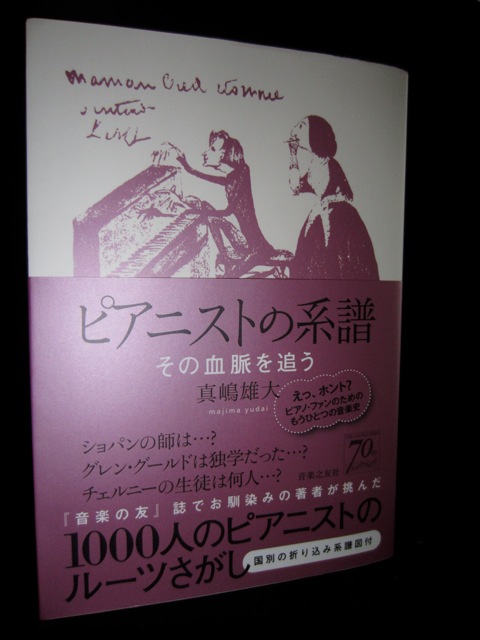 ピアニストの系譜
その血脈を追う
真嶋雄大
majima yudai
えっ、ホント?
ピアノ・ファンのための
もうひとつの音楽史
ショパンの師は…?
グレン・グールドは独学だった…?
チェルニーの生徒は何人…?
70th
音楽之友社
『音楽の友』誌でお馴染みの著者が挑んだ
1000人のピアニストの
ルーツさがし
国別の折り込み系譜図付